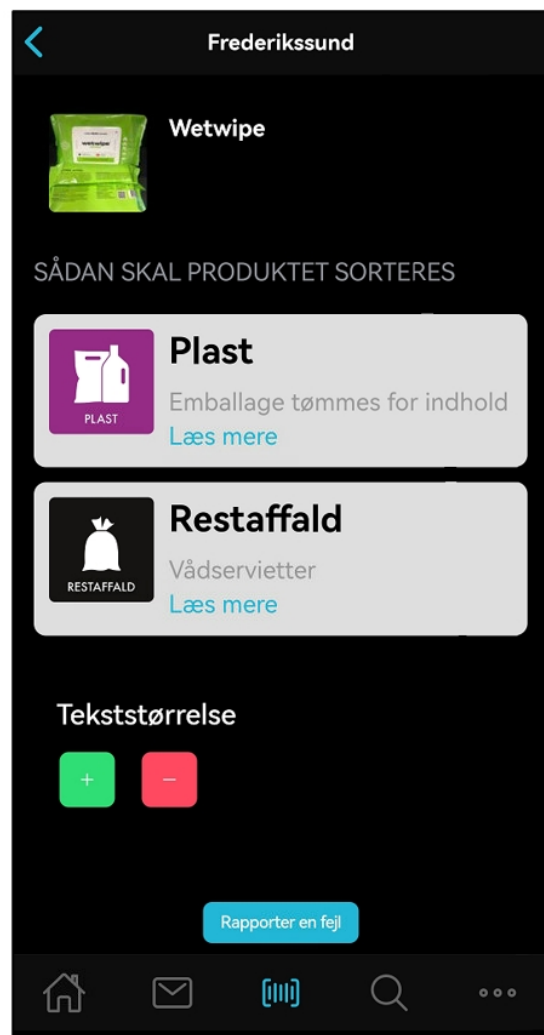 Frederikssund
wetwipe
Wetwipe
SÅDAN SKAL PRODUKTET SORTERES
PLAST
Plast
Emballage tømmes for indhold
Læs mere
RESTAFFALD
Restaffald
Vådservietter
Læs mere
Tekststørrelse
+
−
Rapporter en fejl